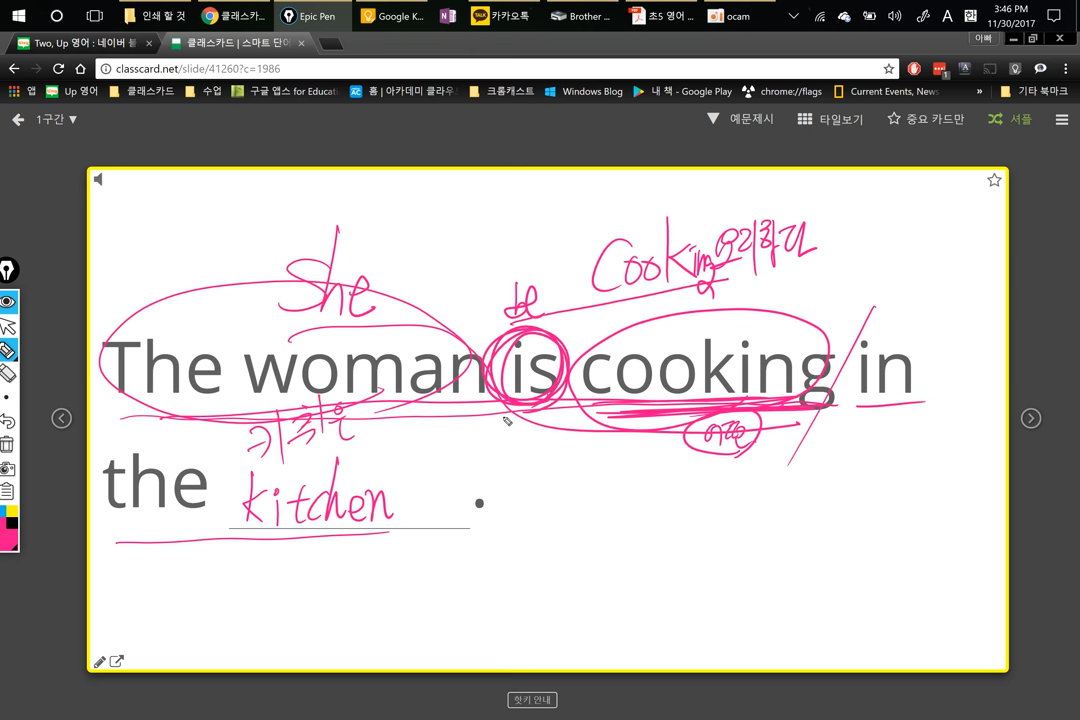 인쇄 할 것
클래스카...
Epic Pen
Google K...
카카오톡
Brother ...
초5 영어 ...
ocam
A
한
3:46 PM
11/30/2017
Two, Up 영어 : 네이버 블
클래스카드 | 스마트 단어
아빠
classcard.net/slide/41260?c=1986
앱
Up 영어
클래스카드
수업
구글 앱스 for Educati
홈 | 아카데미 클라우
크롬캐스트
Windows Blog
내 책 - Google Play
chrome://flags
Current Events, News
»
기타 북마크
1구간
예문제시
타일보기
중요 카드만
셔플
She
be
Cooking 요리하다
The woman is cooking / in
the kitchen .
핫키 안내